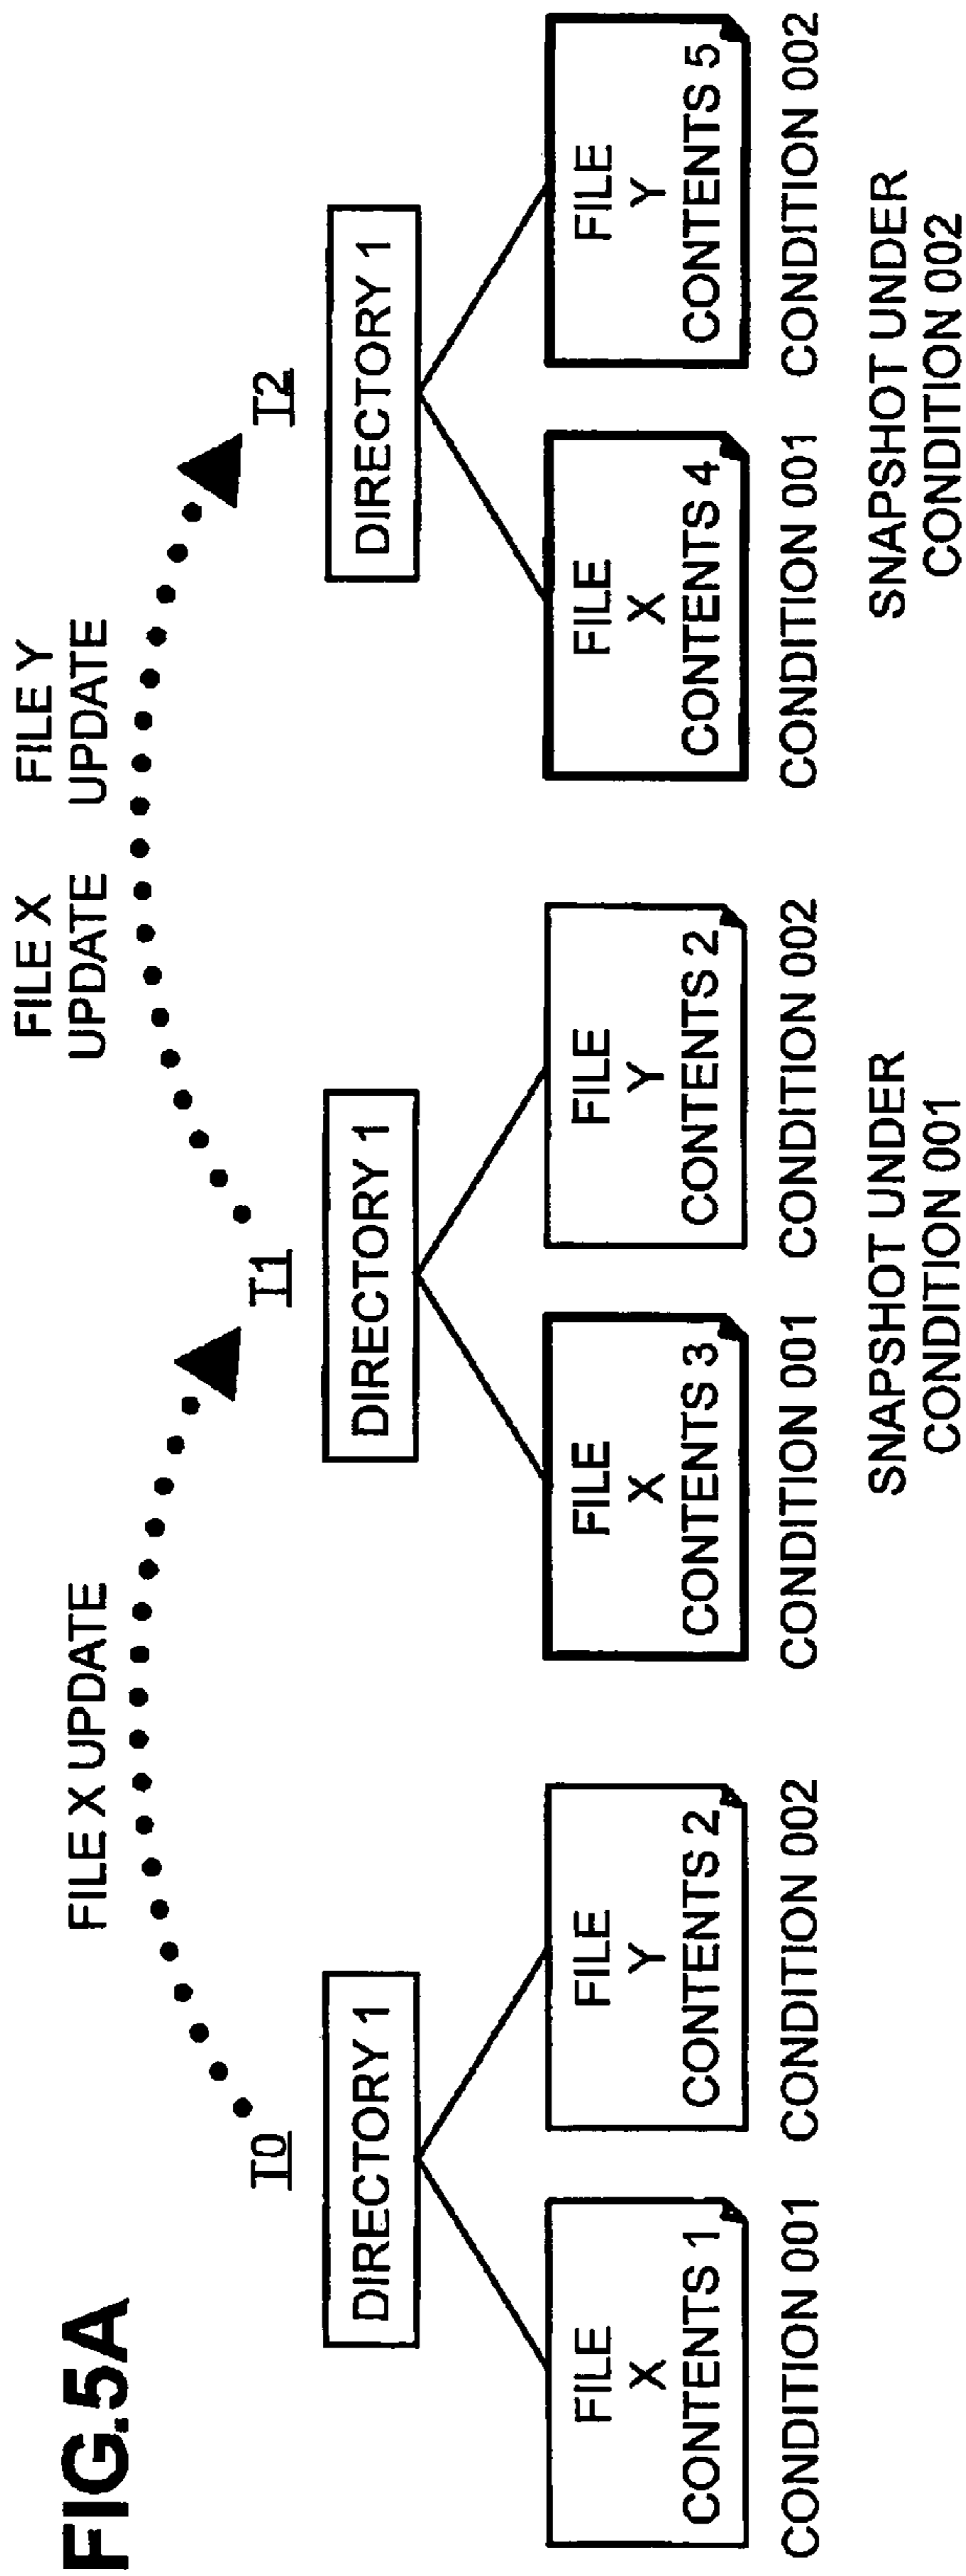 FIG.5A
FILE X UPDATE
FILE X
UPDATE
FILE Y
UPDATE
T0
T1
T2
DIRECTORY 1
DIRECTORY 1
DIRECTORY 1
FILE
X
CONTENTS 1
FILE
Y
CONTENTS 2
FILE
X
CONTENTS 3
FILE
Y
CONTENTS 2
FILE
X
CONTENTS 4
FILE
Y
CONTENTS 5
CONDITION 001
CONDITION 002
CONDITION 001
CONDITION 002
CONDITION 001
CONDITION 002
SNAPSHOT UNDER
CONDITION 001
SNAPSHOT UNDER
CONDITION 002